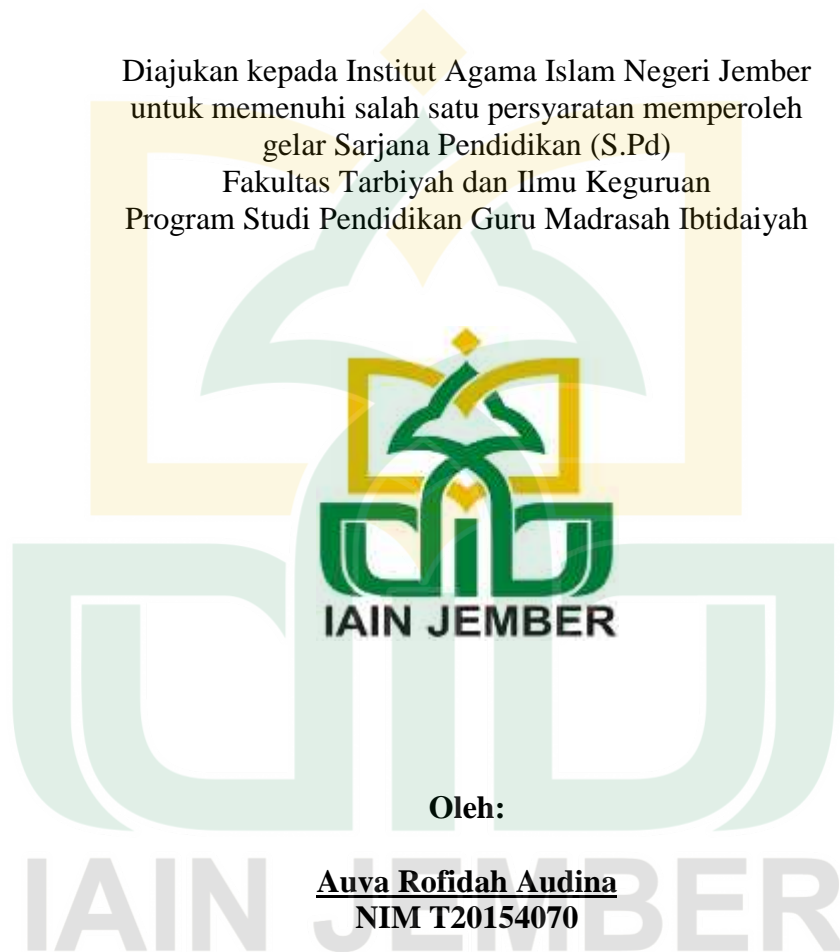 Diajukan kepada Institut Agama Islam Negeri Jember
untuk memenuhi salah satu persyaratan memperoleh
gelar Sarjana Pendidikan (S.Pd)
Fakultas Tarbiyah dan Ilmu Keguruan
Program Studi Pendidikan Guru Madrasah Ibtidaiyah
IAIN JEMBER
Oleh:
Auva Rofidah Audina
NIM T20154070
IAIN JEMBER